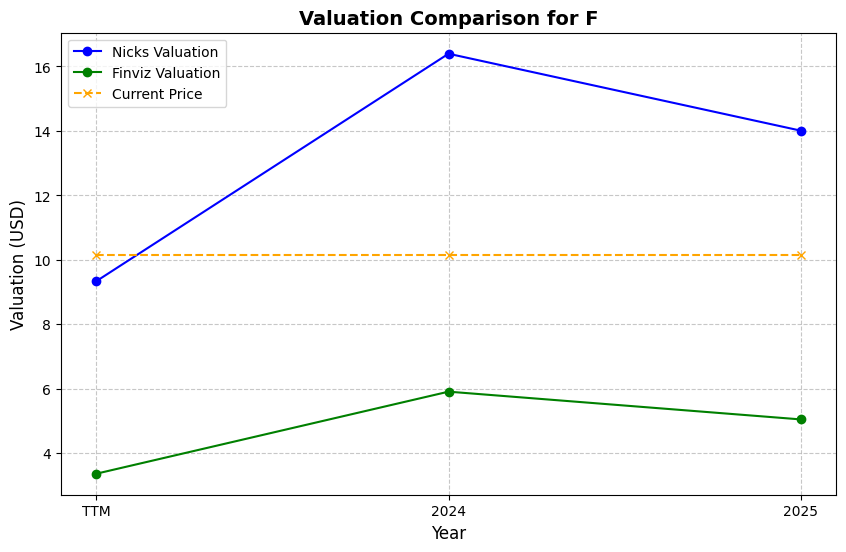 Valuation Comparison for F
Nicks Valuation
Finviz Valuation
Current Price
Valuation (USD)
16
14
12
10
8
6
4
TTM
2024
2025
Year